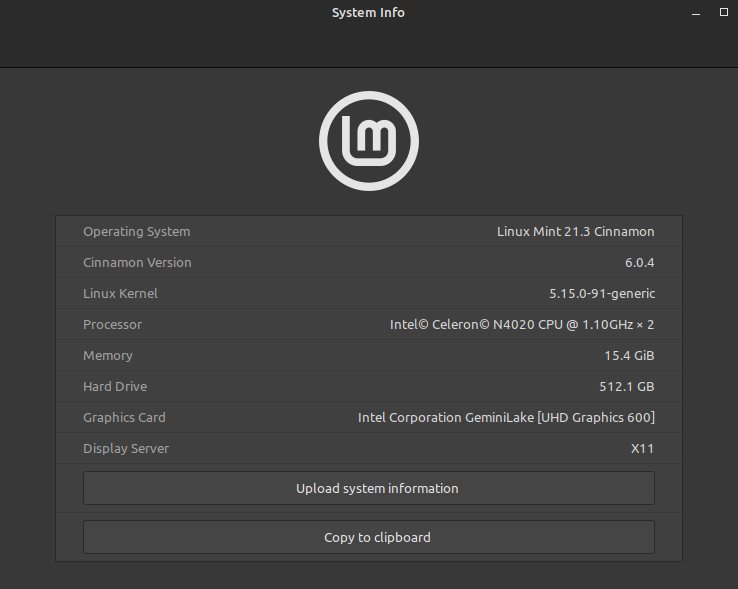 System Info
lm
Operating System Linux Mint 21.3 Cinnamon
Cinnamon Version 6.0.4
Linux Kernel 5.15.0-91-generic
Processor Intel© Celeron© N4020 CPU @ 1.10GHz × 2
Memory 15.4 GiB
Hard Drive 512.1 GB
Graphics Card Intel Corporation GeminiLake [UHD Graphics 600]
Display Server X11
Upload system information
Copy to clipboard